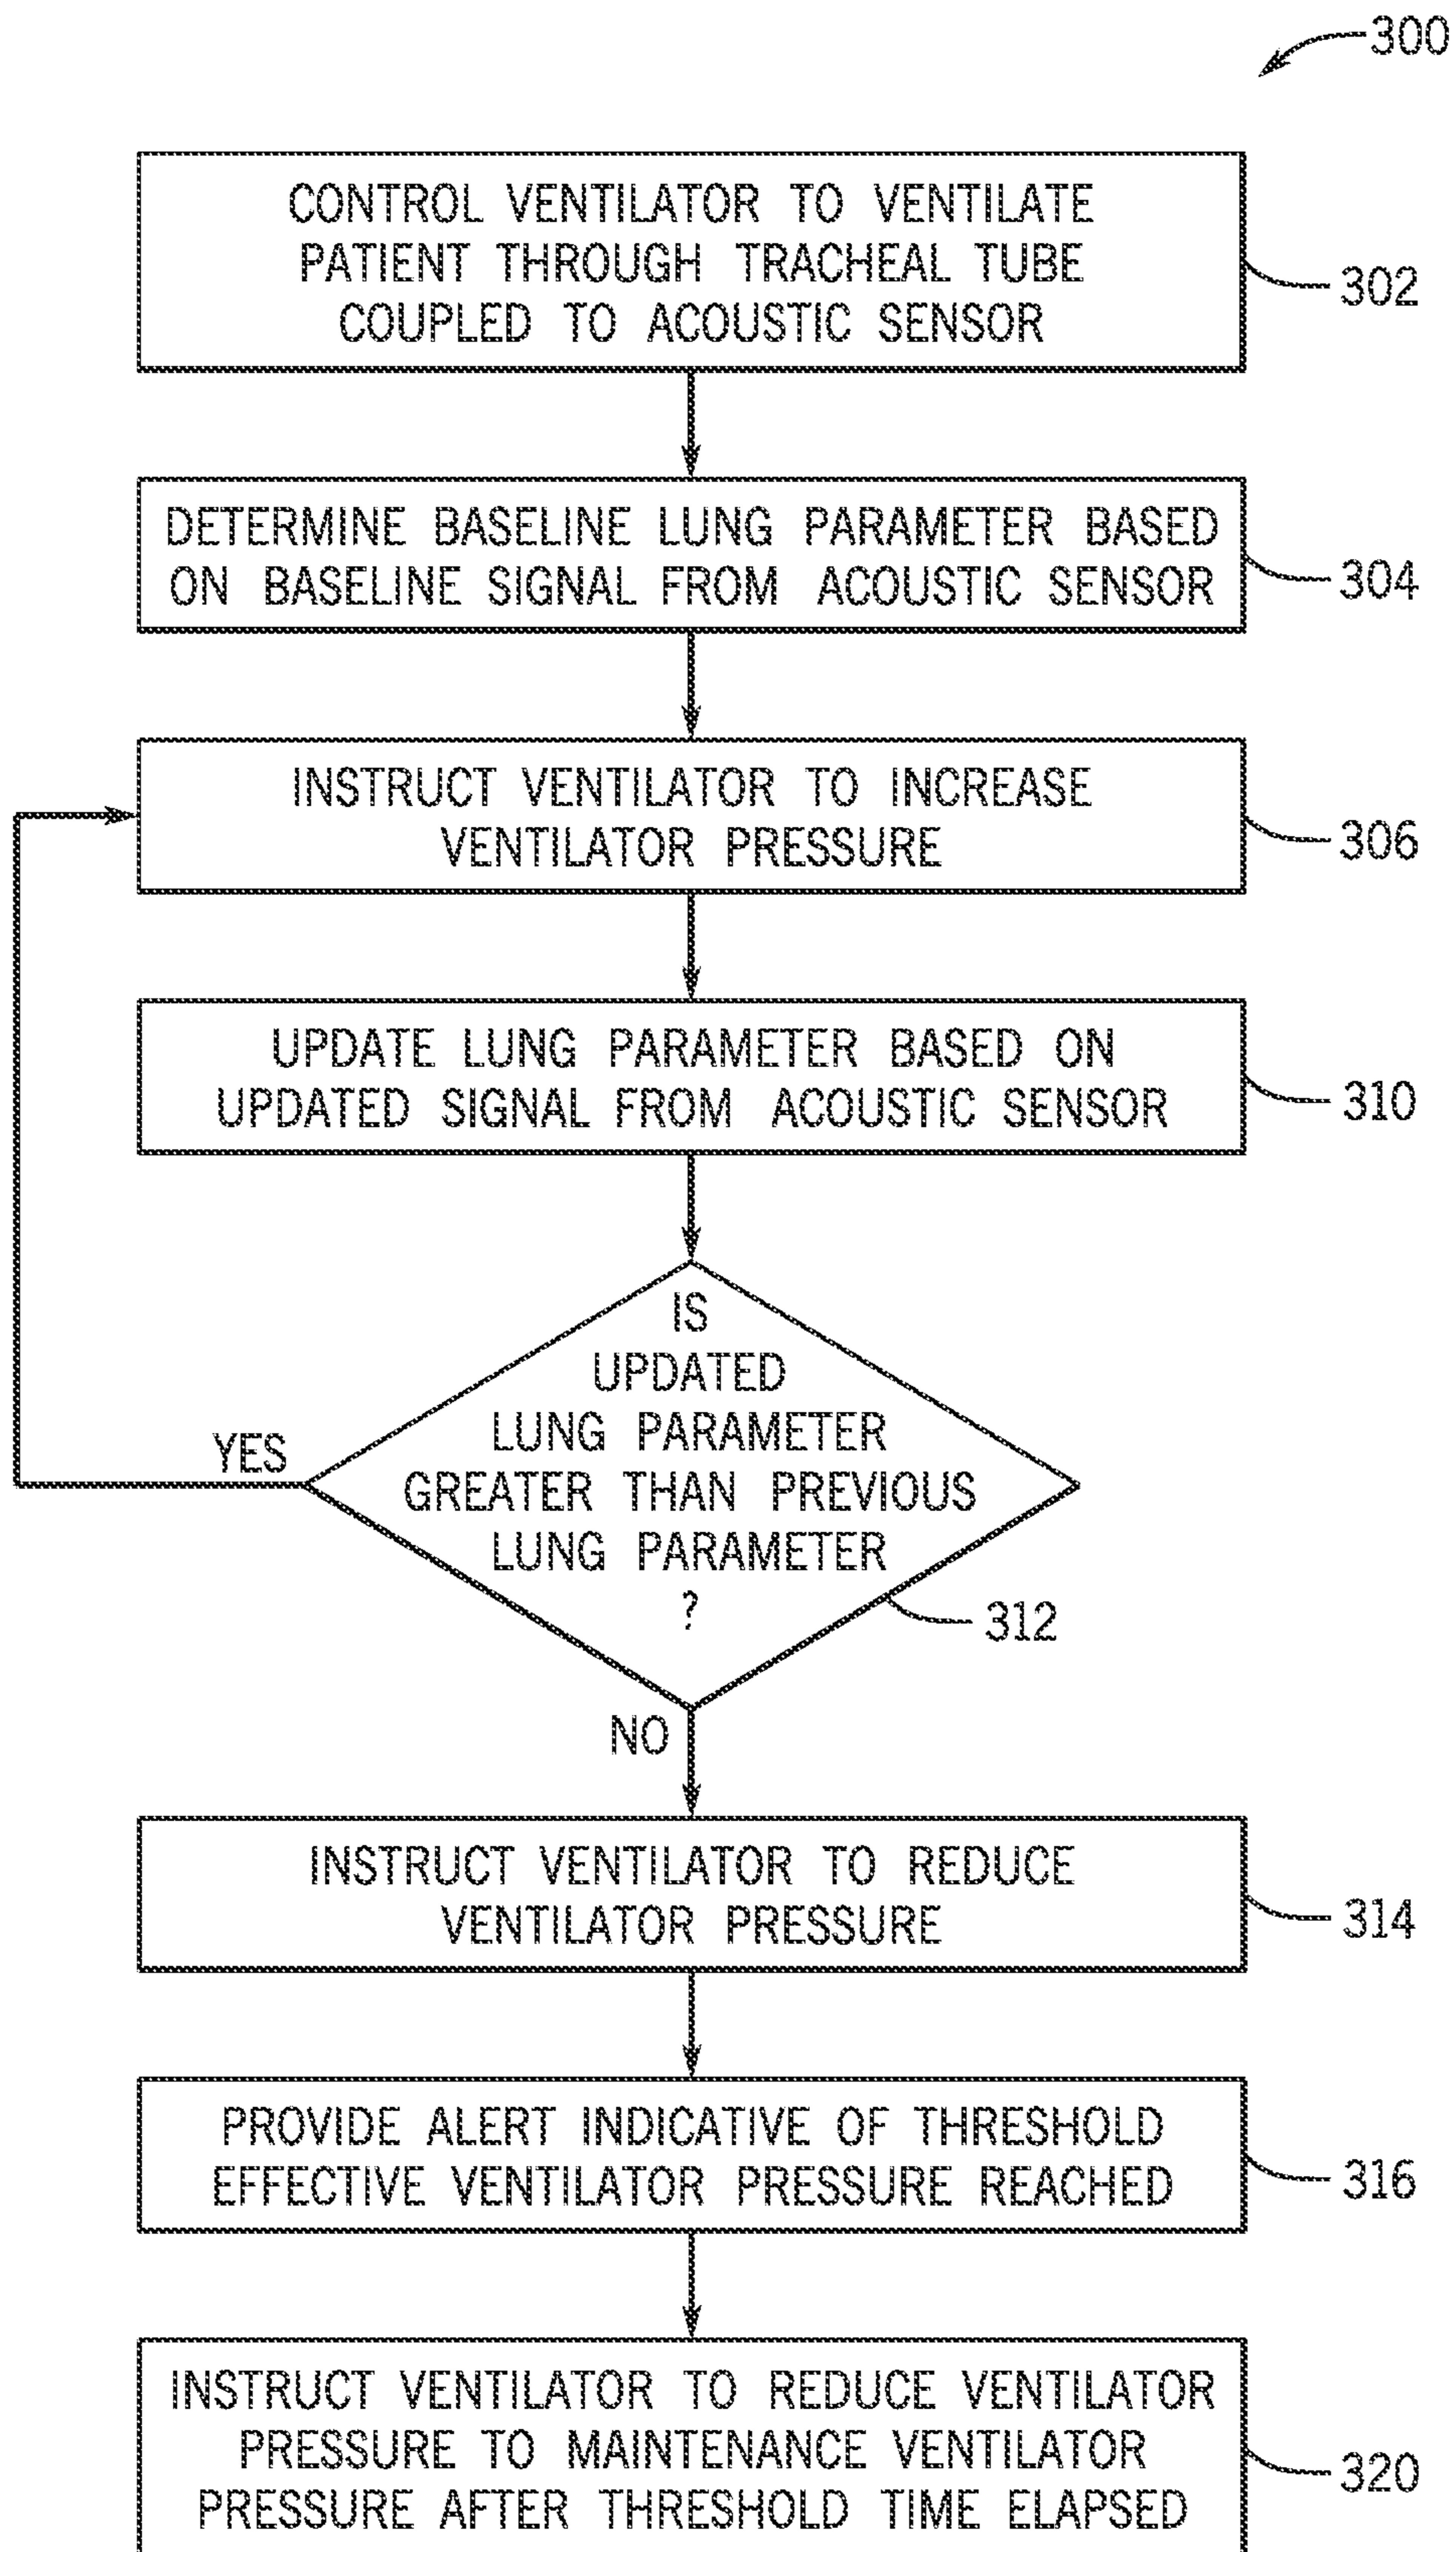 300
CONTROL VENTILATOR TO VENTILATE
PATIENT THROUGH TRACHEAL TUBE
COUPLED TO ACOUSTIC SENSOR
302
DETERMINE BASELINE LUNG PARAMETER BASED
ON BASELINE SIGNAL FROM ACOUSTIC SENSOR
304
INSTRUCT VENTILATOR TO INCREASE
VENTILATOR PRESSURE
306
UPDATE LUNG PARAMETER BASED ON
UPDATED SIGNAL FROM ACOUSTIC SENSOR
310
IS
UPDATED
LUNG PARAMETER
GREATER THAN PREVIOUS
LUNG PARAMETER
?
YES
312
NO
INSTRUCT VENTILATOR TO REDUCE
VENTILATOR PRESSURE
314
PROVIDE ALERT INDICATIVE OF THRESHOLD
EFFECTIVE VENTILATOR PRESSURE REACHED
316
INSTRUCT VENTILATOR TO REDUCE VENTILATOR
PRESSURE TO MAINTENANCE VENTILATOR
PRESSURE AFTER THRESHOLD TIME ELAPSED
320